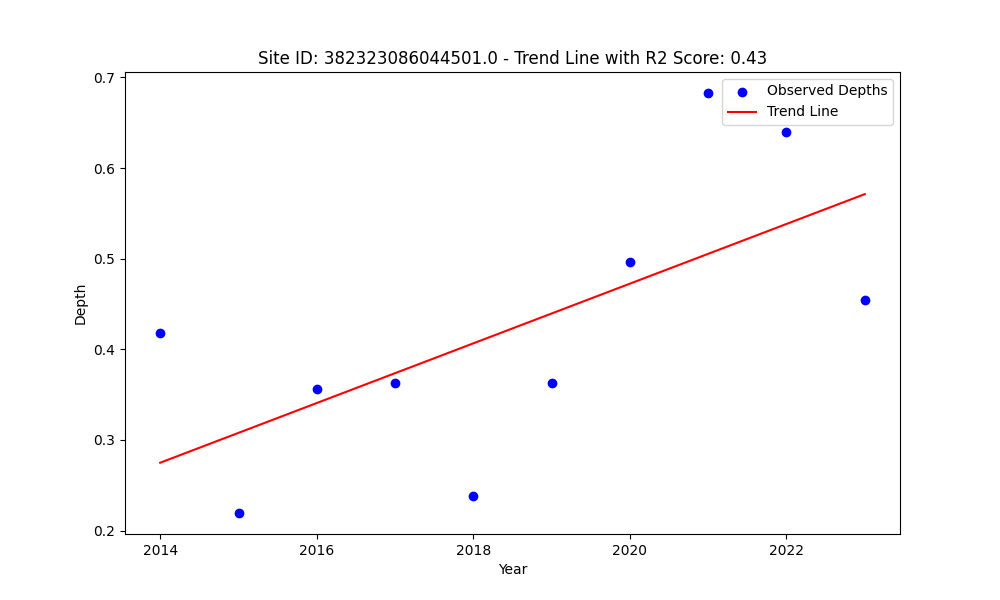 Site ID: 382323086044501.0 - Trend Line with R2 Score: 0.43
Observed Depths
Trend Line
0.7
0.6
0.5
0.4
0.3
0.2
Depth
2014
2016
2018
2020
2022
Year